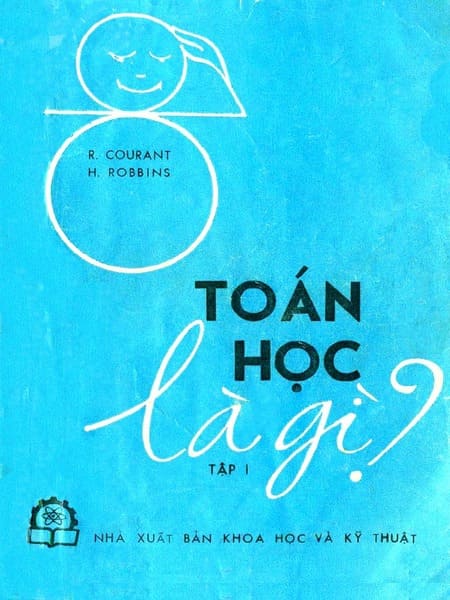 R. COURANT
H. ROBBINS
TOÁN
HỌC
là gì?
TẬP I
NHÀ XUẤT BẢN KHOA HỌC VÀ KỸ THUẬT